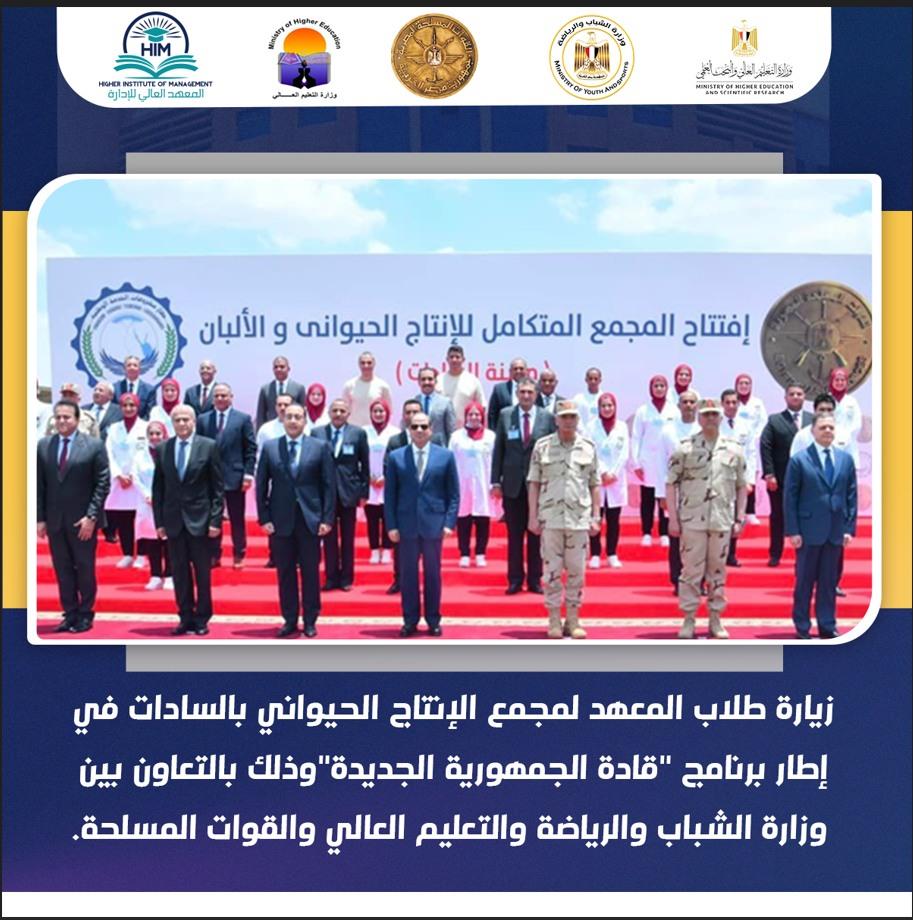 HIM
HIGHER INSTITUTE OF MANAGEMENT
المعهد العالي للإدارة
Ministry of Higher Education
وزارة التعليم العـــالي
وزارة الشباب والرياضة
MINISTRY OF YOUTH AND SPORTS
وزارة التعليم العالي والبحث العلمي
MINISTRY OF HIGHER EDUCATION
AND SCIENTIFIC RESEARCH
إفتتاح المجمع المتكامل للإنتاج الحيوانى و الألبان
زيارة طلاب المعهد لمجمع الإنتاج الحيواني بالسادات في
إطار برنامج "قادة الجمهورية الجديدة"وذلك بالتعاون بين
وزارة الشباب والرياضة والتعليم العالي والقوات المسلحة.